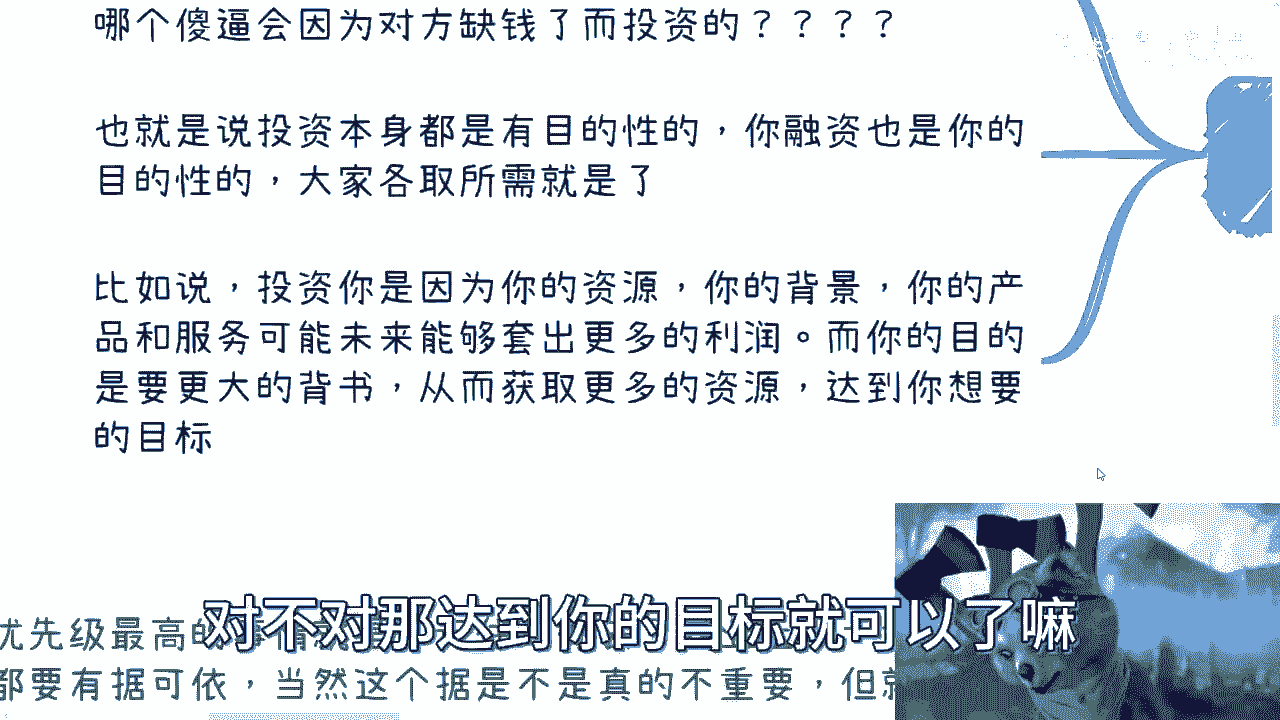 哪个傻逼会因为对方缺钱了而投资的？？？？
也就是说投资本身都是有目的性的，你融资也是你的
目的性的，大家各取所需就是了
比如说，投资你是因为你的资源，你的背景，你的产
品和服务可能未来能够套出更多的利润。而你的目的
是要更大的背书，从而获取更多的资源，达到你想要
的目标
优先级最高的
对不对那达到你的目标就可以了嘛
都要有据可依，当然这个据是不是真的不重要，但就